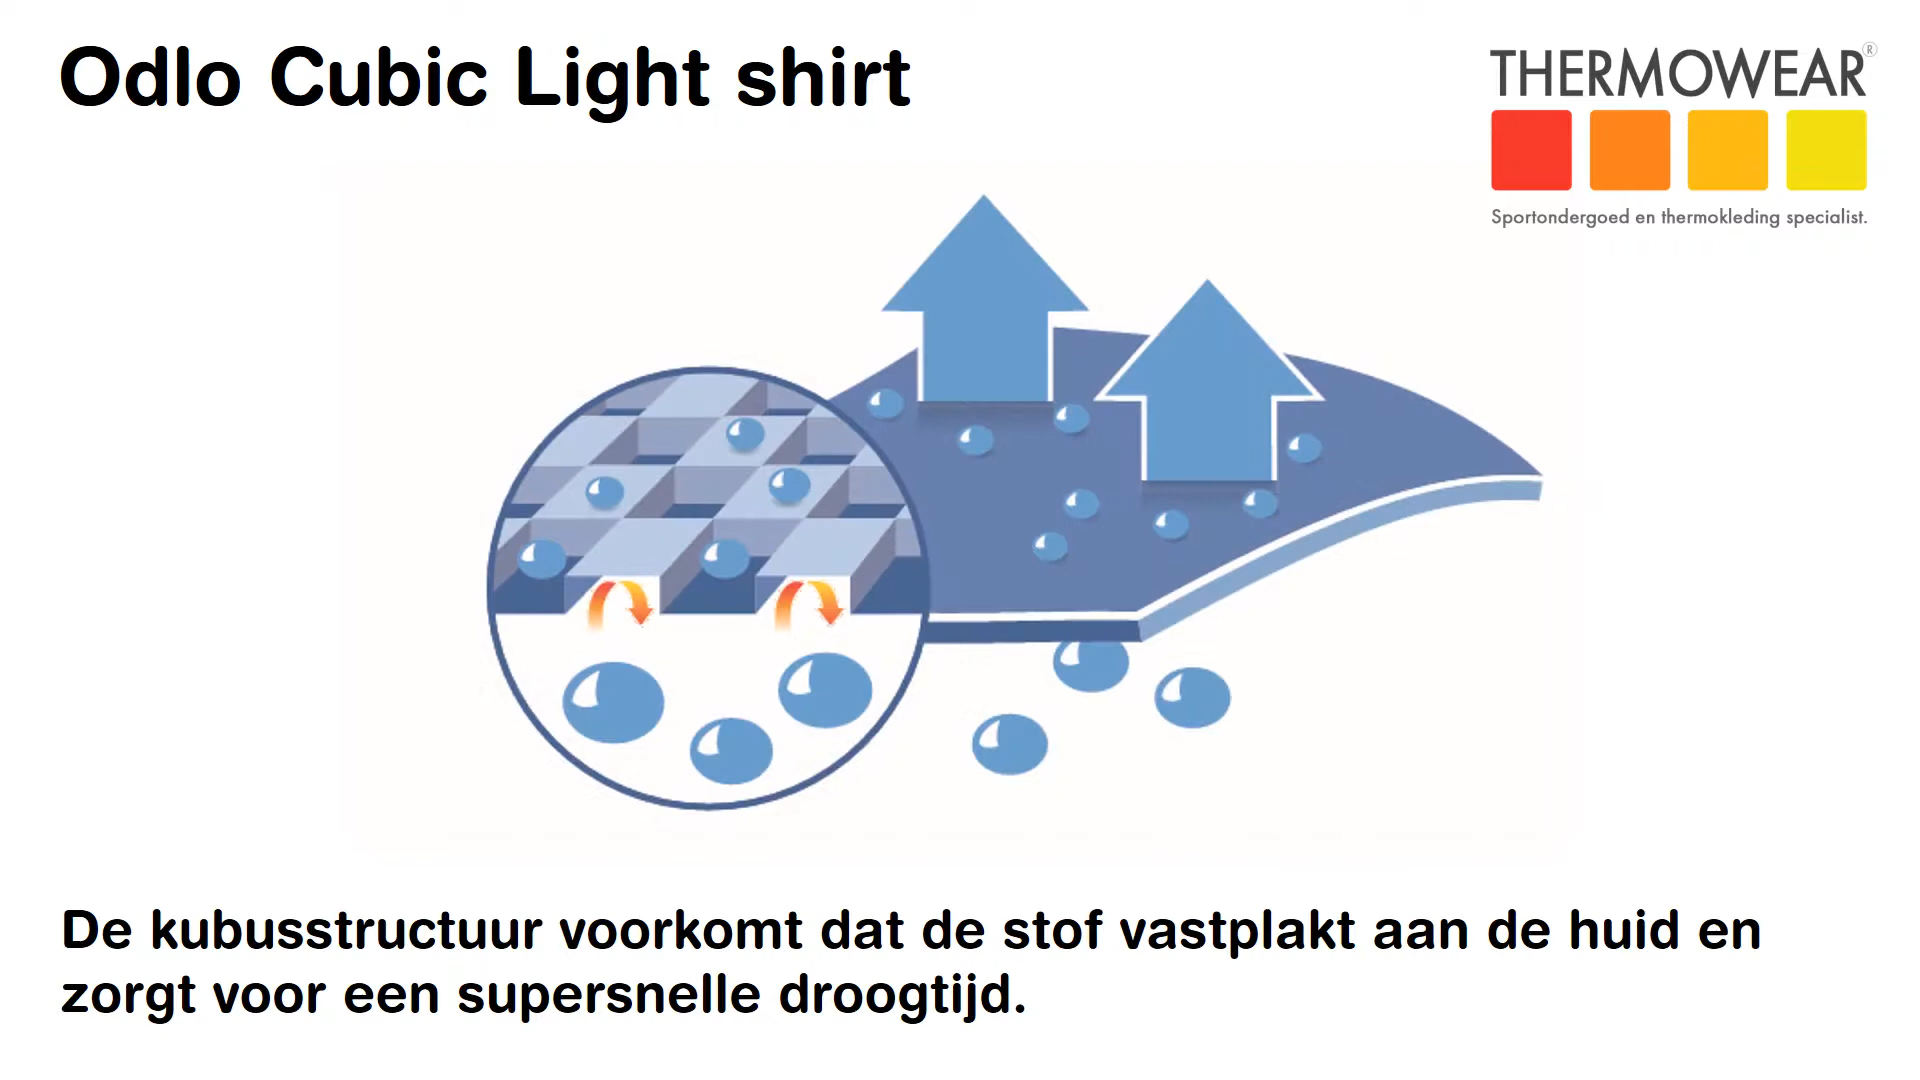 Odlo Cubic Light shirt
THERMOWEAR®
Sportondergoed en thermokleding specialist.
De kubusstructuur voorkomt dat de stof vastplakt aan de huid en
zorgt voor een supersnelle droogtijd.